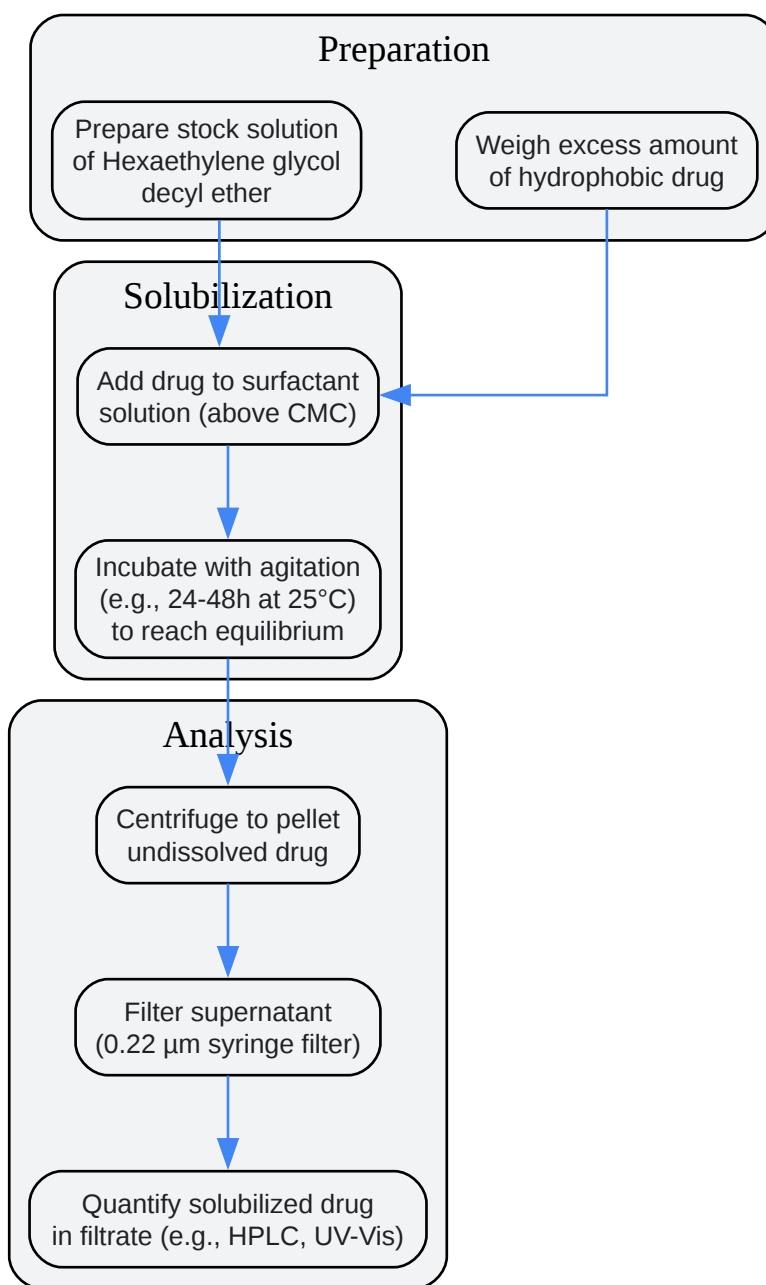 Preparation
Prepare stock solution
of Hexaethylene glycol
decyl ether
Weigh excess amount
of hydrophobic drug
Solubilization
Add drug to surfactant
solution (above CMC)
Incubate with agitation
(e.g., 24-48h at 25°C)
to reach equilibrium
Analysis
Centrifuge to pellet
undissolved drug
Filter supernatant
(0.22 µm syringe filter)
Quantify solubilized drug
in filtrate (e.g., HPLC, UV-Vis)